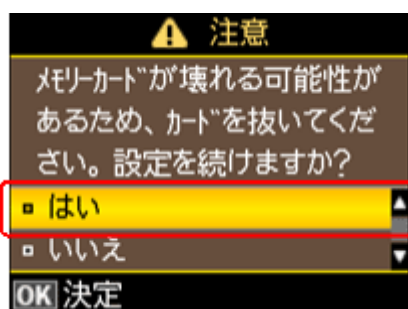 注意
ﾒﾓﾘｰｶｰﾄﾞが壊れる可能性が
あるため、ｶｰﾄﾞを抜いてくだ
さい。設定を続けますか?
はい
いいえ
OK 決定